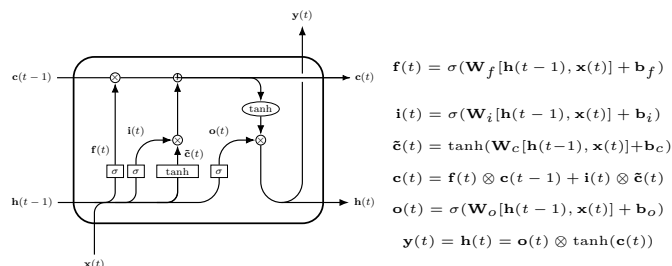 y(t)
c(t−1)
c(t)
tanh
i(t)
o(t)
f(t)
c̃(t)
σ
σ
tanh
σ
h(t−1)
h(t)
x(t)
f(t) = σ(W_f[h(t − 1), x(t)] + b_f)
i(t) = σ(W_i[h(t − 1), x(t)] + b_i)
c̃(t) = tanh(W_c[h(t−1), x(t)]+b_c)
c(t) = f(t) ⊗ c(t − 1) + i(t) ⊗ c̃(t)
o(t) = σ(W_o[h(t − 1), x(t)] + b_o)
y(t) = h(t) = o(t) ⊗ tanh(c(t))